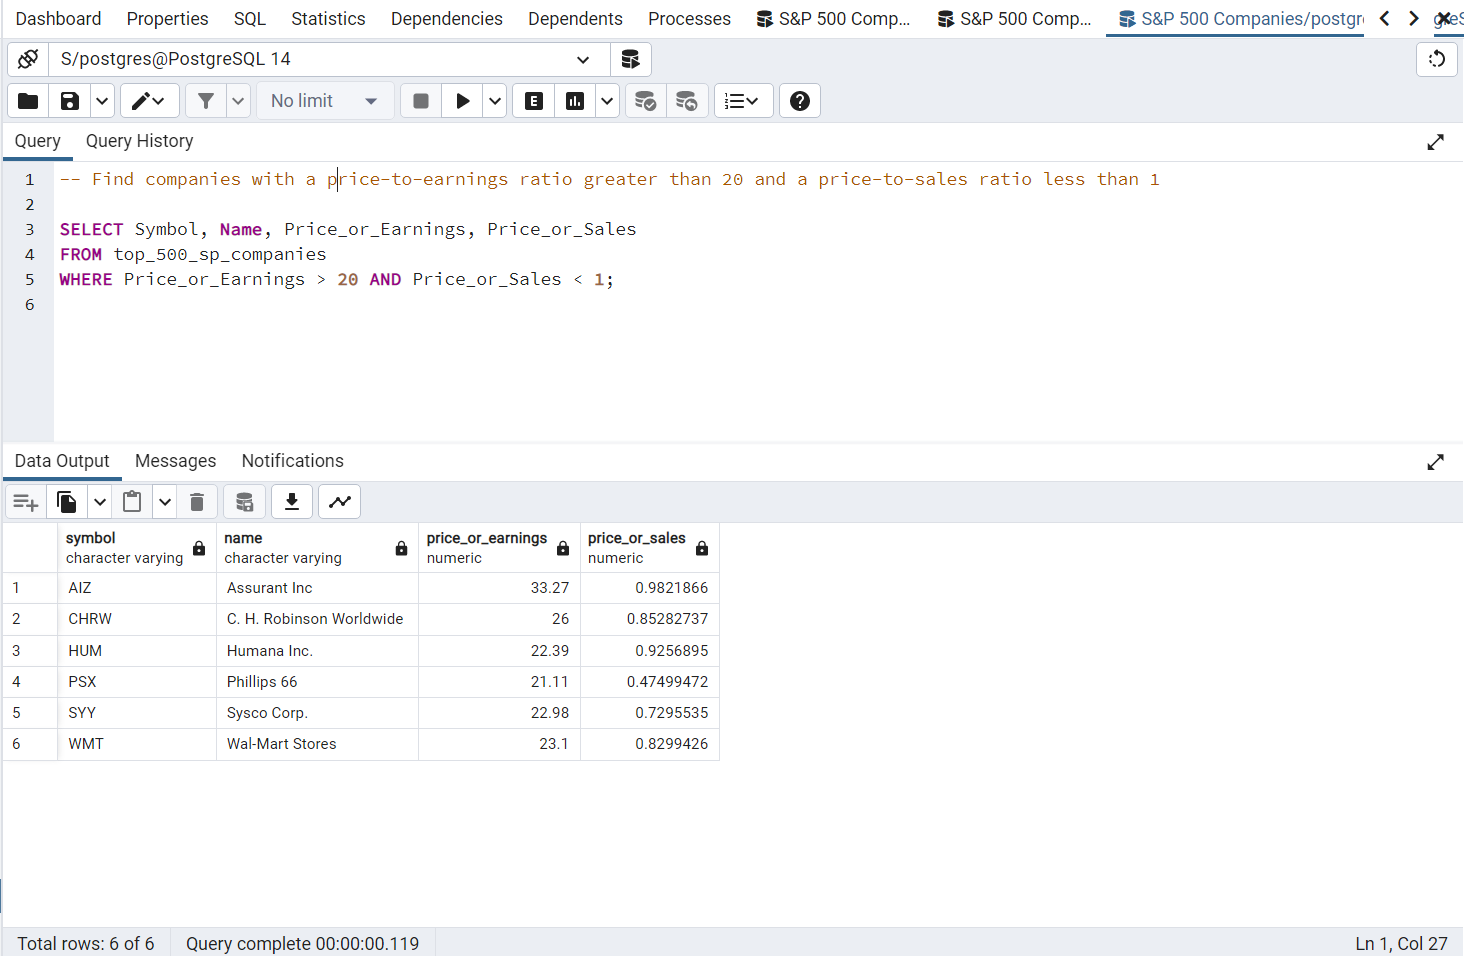 Dashboard Properties SQL Statistics Dependencies Dependents Processes S&P 500 Comp... S&P 500 Comp... S&P 500 Companies/postgr
S/postgres@PostgreSQL 14
No limit E
Query Query History
1 -- Find companies with a price-to-earnings ratio greater than 20 and a price-to-sales ratio less than 1
2
3 SELECT Symbol, Name, Price_or_Earnings, Price_or_Sales
4 FROM top_500_sp_companies
5 WHERE Price_or_Earnings > 20 AND Price_or_Sales < 1;
6
Data Output Messages Notifications
symbol name price_or_earnings price_or_sales
character varying character varying numeric numeric
1 AIZ Assurant Inc 33.27 0.9821866
2 CHRW C. H. Robinson Worldwide 26 0.85282737
3 HUM Humana Inc. 22.39 0.9256895
4 PSX Phillips 66 21.11 0.47499472
5 SYY Sysco Corp. 22.98 0.7295535
6 WMT Wal-Mart Stores 23.1 0.8299426
Total rows: 6 of 6 Query complete 00:00:00.119 Ln 1, Col 27